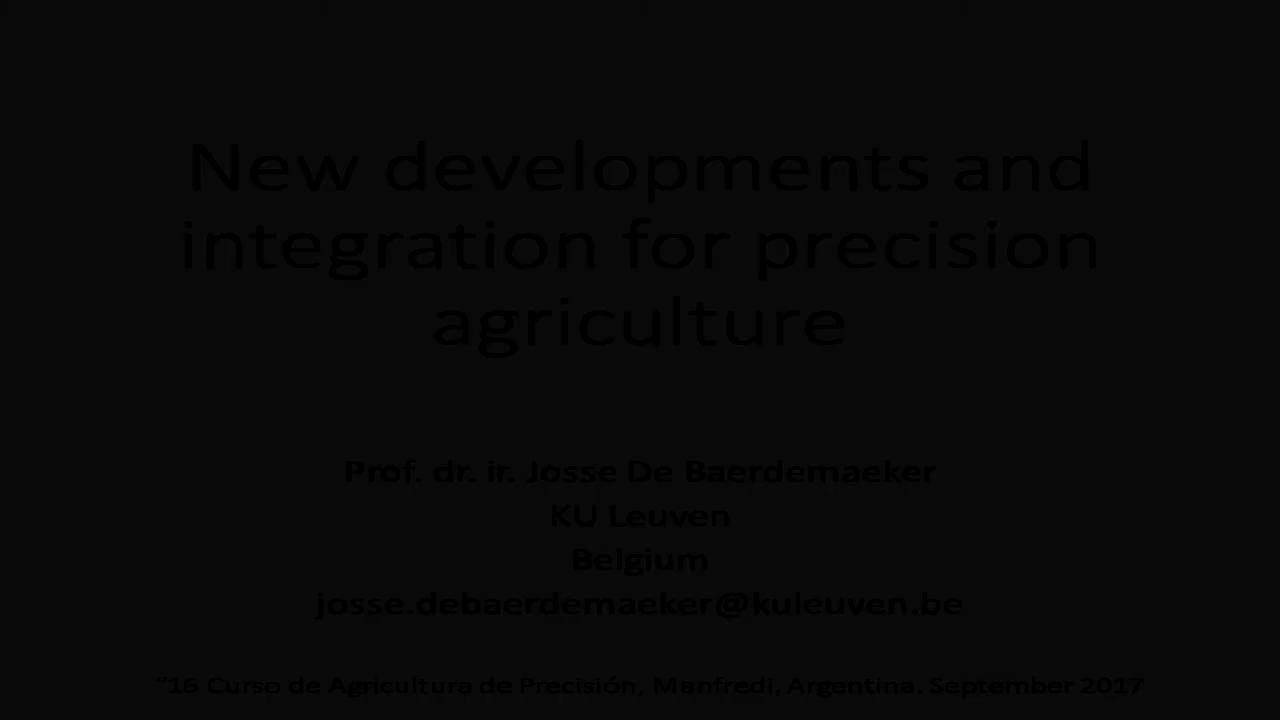 New developments and
integration for precision
agriculture
Prof. dr. ir. Josse De Baerdemaeker
KU Leuven
Belgium
josse.debaerdemaeker@kuleuven.be
"16 Curso de Agricultura de Precisión, Manfredi, Argentina. September 2017